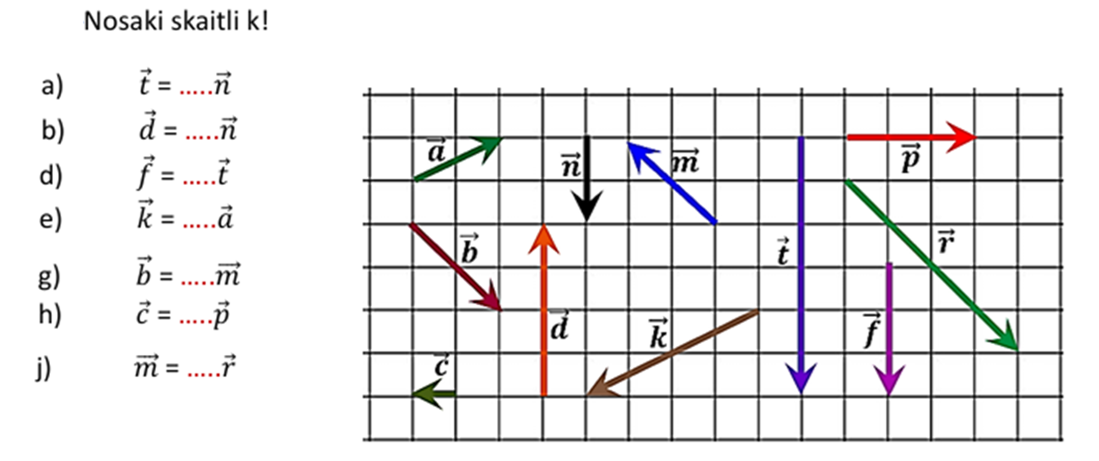 Nosaki skaitli k!
a) t⃗ = .....n⃗
b) d⃗ = .....n⃗
d) f⃗ = .....t⃗
e) k⃗ = .....a⃗
g) b⃗ = .....m⃗
h) c⃗ = .....p⃗
j) m⃗ = .....r⃗
a⃗
n⃗
m⃗
p⃗
b⃗
t⃗
r⃗
d⃗
k⃗
f⃗
c⃗